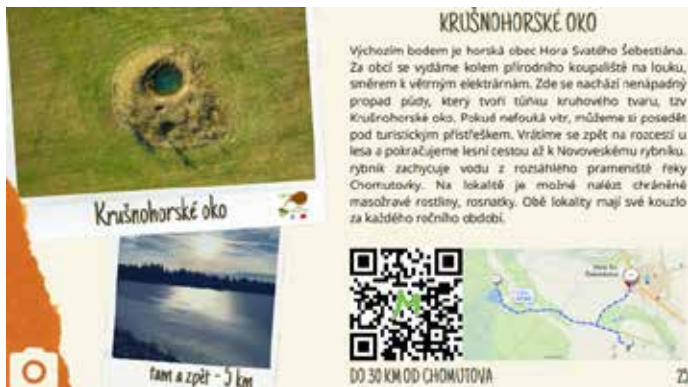 KRUŠNOHORSKÉ OKO
Výchozím bodem je horská obec Hora Svatého Šebestiána.
Za obcí se vydáme kolem přírodního koupaliště na louku,
směrem k větrným elektrárnám. Zde se nachází nenápadný
propad půdy, který tvoří tůňku kruhového tvaru, tzv
Krušnohorské oko. Pokud nefouká vítr, můžeme si posedět
pod turistickým přístřeškem. Vrátíme se zpět na rozcestí u
lesa a pokračujeme lesní cestou až k Novoveskému rybníku.
rybník zachycuje vodu z rozsáhlého prameniště řeky
Chomutovky. Na lokalitě je možné nalézt chráněné
masožravé rostliny, rosnatky. Obě lokality mají své kouzlo
za každého ročního období.
Krušnohorské oko
tam a zpět - 5 km
Hora Sv.
Šebestiána
DO 30 KM OD CHOMUTOVA